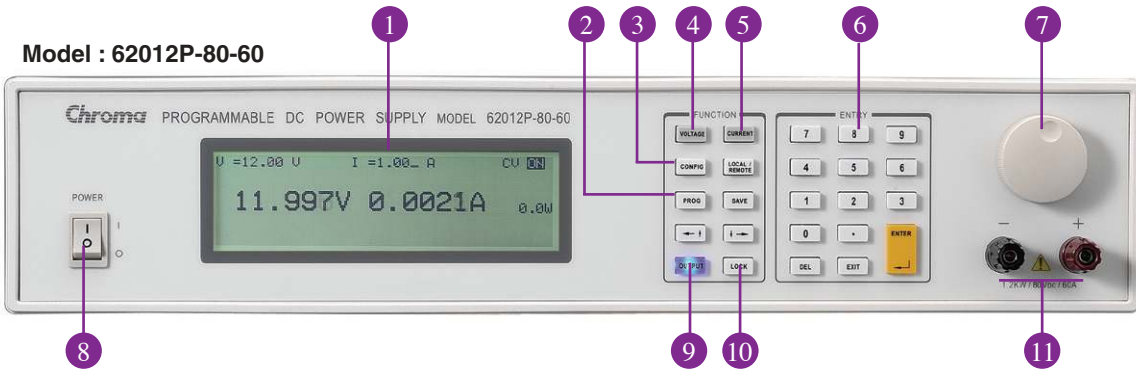 1 2 3 4 5 6 7
Model : 62012P-80-60
Chroma PROGRAMMABLE DC POWER SUPPLY MODEL 62012P-80-60
FUNCTION
ENTRY
U =12.00 U I =1.00_ A CV ON
11.997V 0.0021A 0.0W
POWER
I
O
I
O
VOLTAGE CURRENT
CONFIG LOCAL / REMOTE
PROG SAVE
OUTPUT LOCK
7 8 9
4 5 6
1 2 3
0 . ENTER
DEL EXIT
- +
1.2KW / 80Vdc / 60A
8 9 10 11